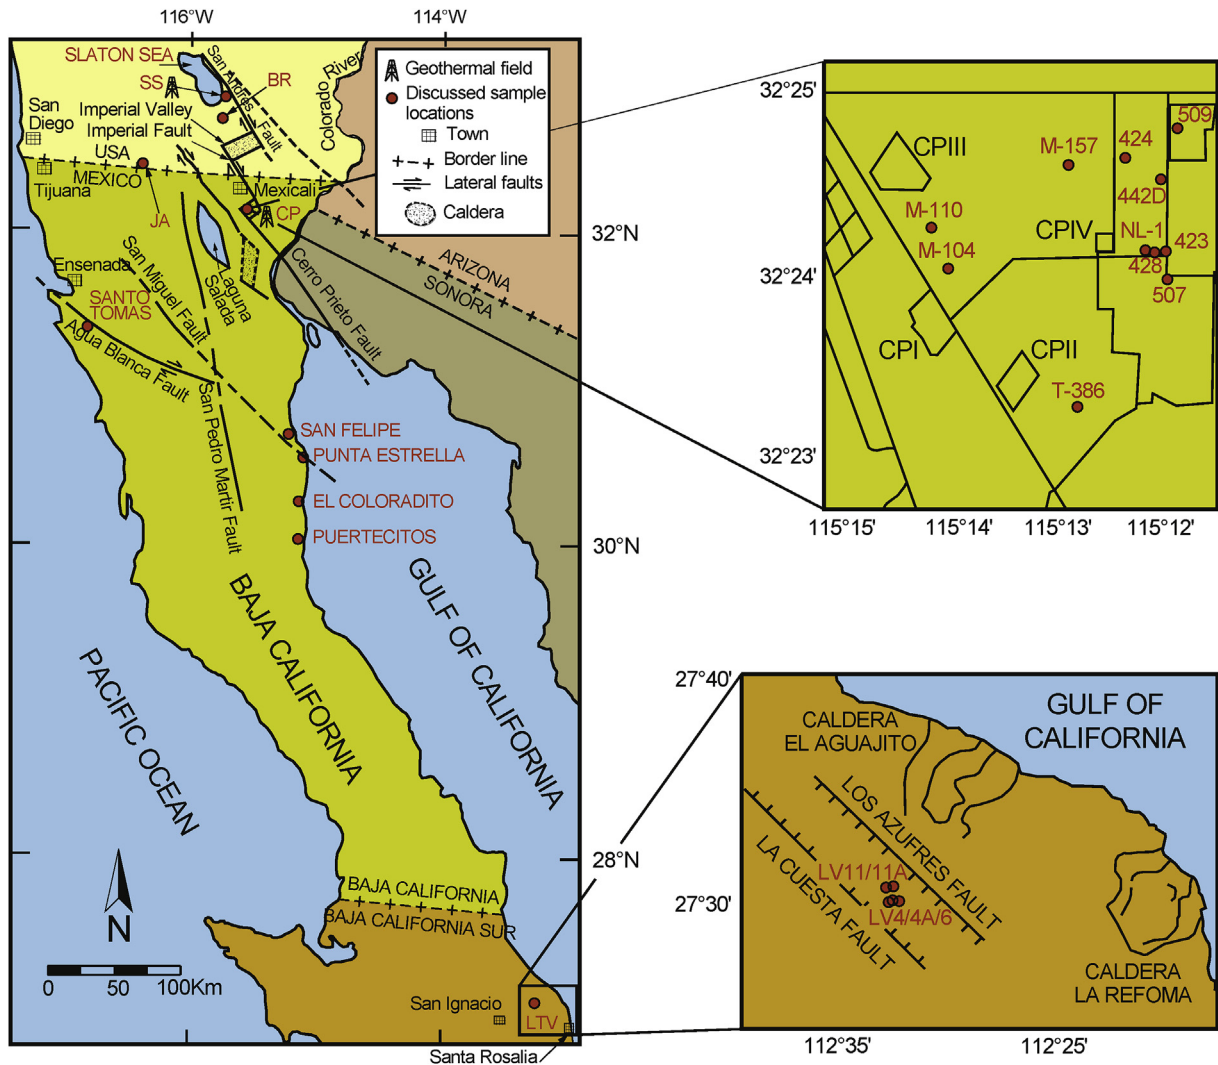 116°W
114°W
SLATON SEA
SS
BR
San Andres Fault
Imperial Valley
Imperial Fault
San
Diego
USA
MEXICO
Tijuana
JA
Mexicali
CP
Colorado River
Geothermal field
Discussed sample
locations
Town
Border line
Lateral faults
Caldera
32°N
ARIZONA
SONORA
Ensenada
SANTO
TOMAS
San Miguel Fault
Laguna
Salada
Cerro Prieto Fault
Agua Blanca Fault
San Pedro Martir Fault
SAN FELIPE
PUNTA ESTRELLA
EL COLORADITO
PUERTECITOS
30°N
BAJA CALIFORNIA
GULF OF CALIFORNIA
PACIFIC OCEAN
28°N
BAJA CALIFORNIA
BAJA CALIFORNIA SUR
N
0 50 100Km
San Ignacio
LTV
Santa Rosalia
32°25'
32°24'
32°23'
115°15' 115°14' 115°13' 115°12'
CPIII
M-157
424
509
442D
M-110
M-104
CPIV
NL-1
423
428
507
CPI
CPII
T-386
27°40'
27°30'
112°35' 112°25'
GULF OF
CALIFORNIA
CALDERA
EL AGUAJITO
LOS AZUFRES FAULT
LA CUESTA FAULT
LV11/11A
LV4/4A/6
CALDERA
LA REFOMA